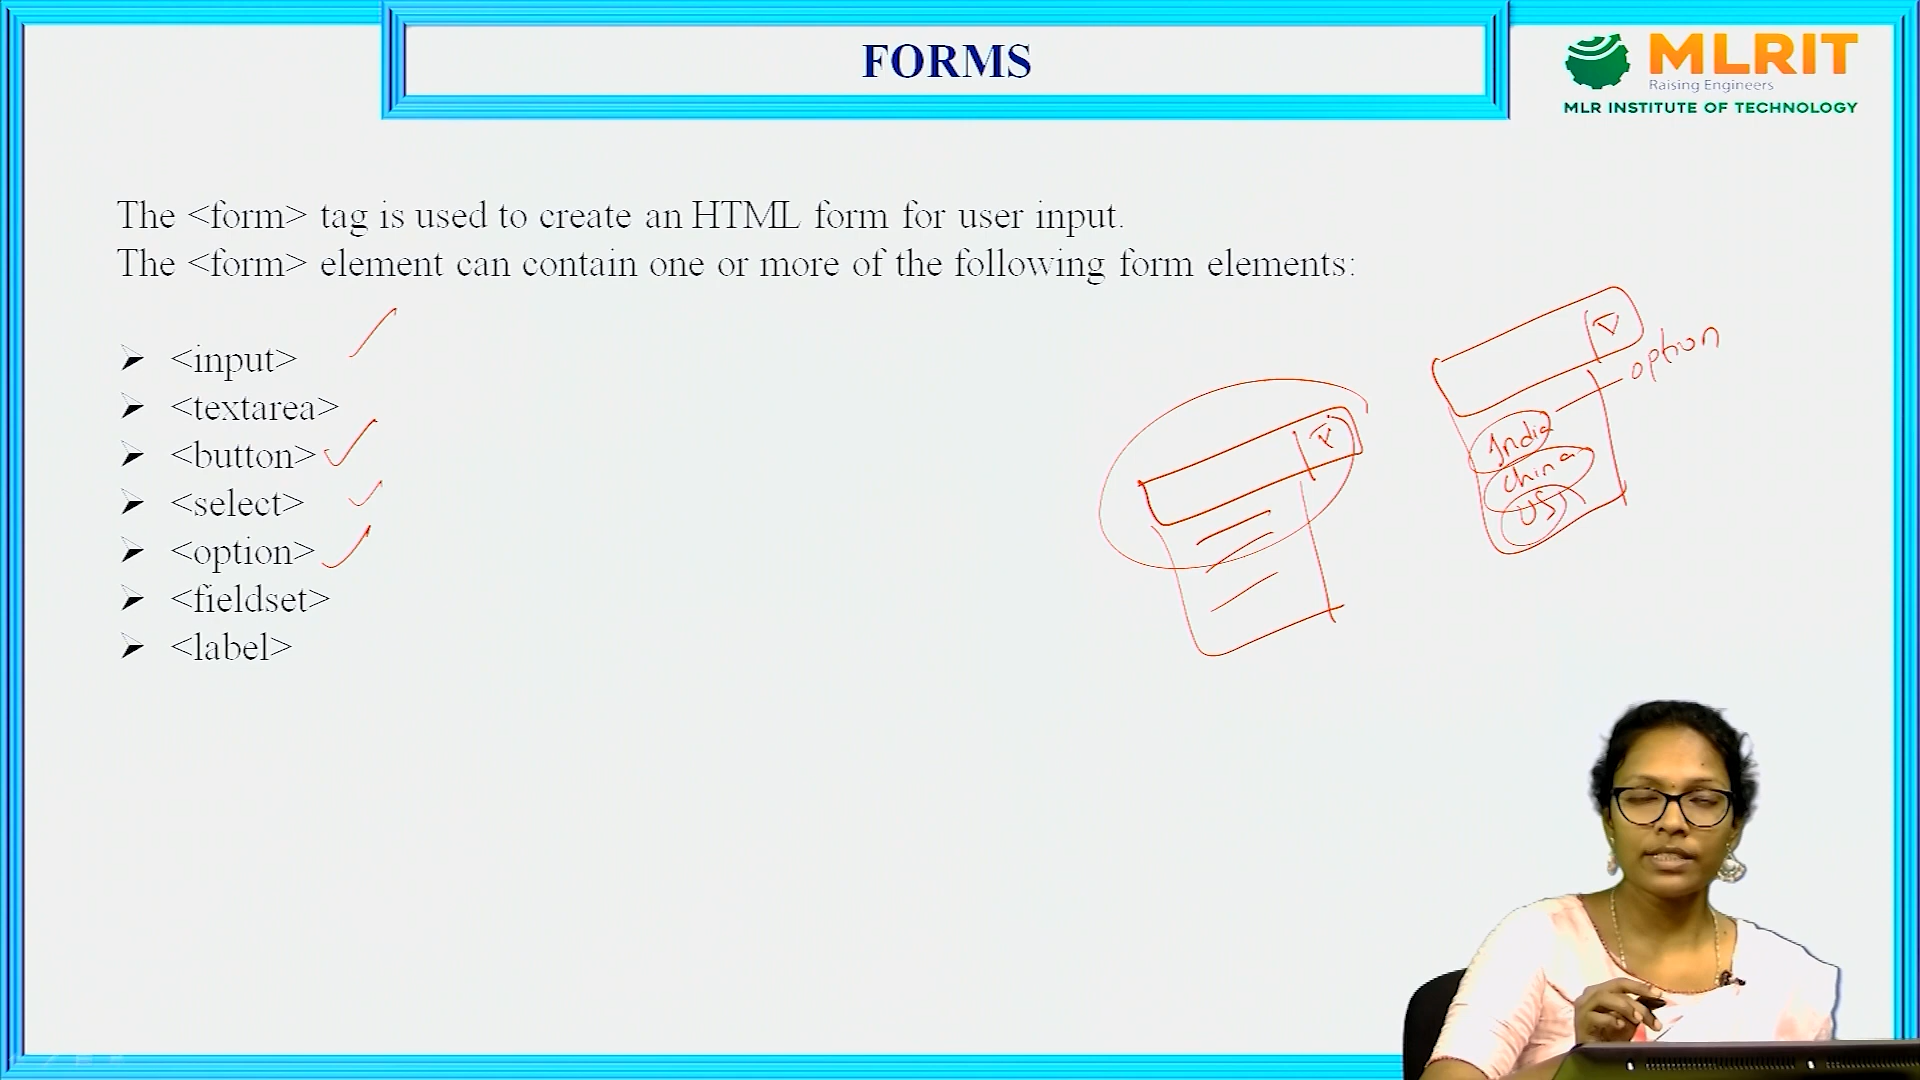 FORMS
MLRIT
Raising Engineers
MLR INSTITUTE OF TECHNOLOGY
The <form> tag is used to create an HTML form for user input.
The <form> element can contain one or more of the following form elements:
<input>
<textarea>
<button>
<select>
<option>
<fieldset>
<label>
option
India
China